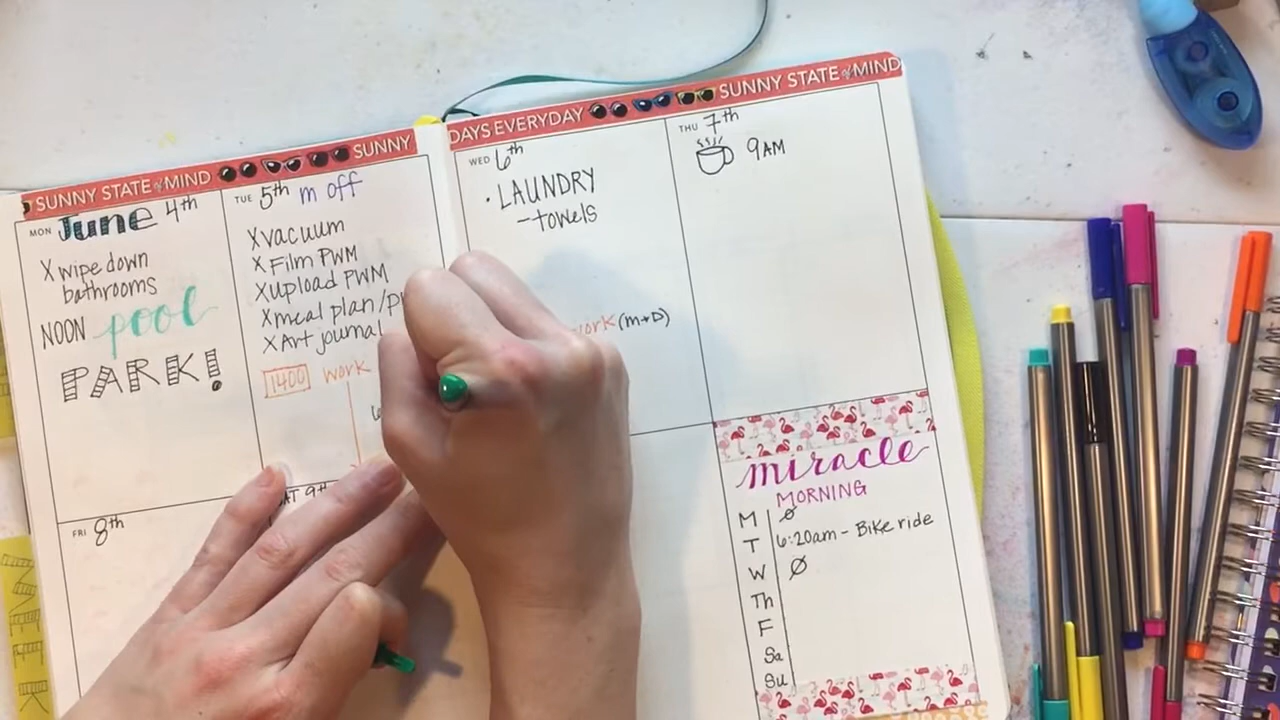 SUNNY STATE of MIND SUNNY
DAYS EVERYDAY SUNNY STATE of MIND
MON June 4th
X wipe down
bathrooms
NOON pool
PARK!
TUE 5th m off
X vacuum
X Film PWM
X upload PWM
X meal plan/
X Art journal
1400 work
WED 6th
· LAUNDRY
- towels
work (m+D)
THU 7th
9AM
FRI 8th
SAT 9th
miracle
MORNING
M Ø
T 6:20am - Bike ride
W Ø
Th
F
Sa
Su